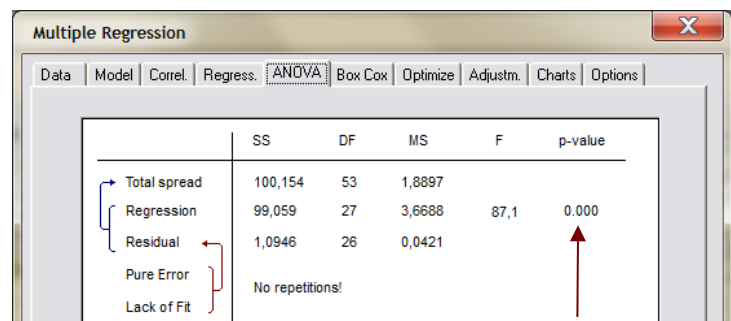 Multiple Regression
X
Data Model Correl. Regress. ANOVA Box Cox Optimize Adjustm. Charts Options
SS DF MS F p-value
Total spread 100,154 53 1,8897
Regression 99,059 27 3,6688 87,1 0.000
Residual 1,0946 26 0,0421
Pure Error
No repetitions!
Lack of Fit